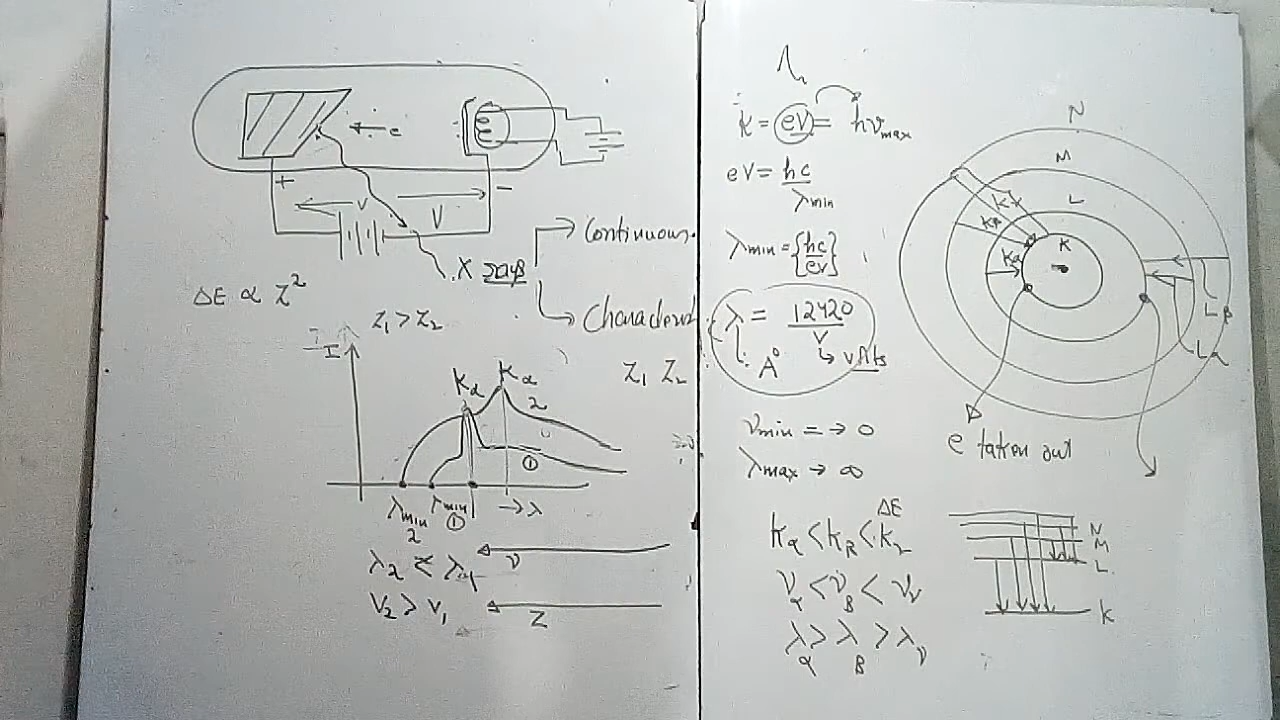 e
+
-
V
V
X rays
Continuous.
ΔE ∝ Z²
Z₁ > Z₂
I
Kα
Kα
2
①
Z₁ Z₂
λmin 2
λmin ①
→ λ
λ₂ < λ₁
ν
V₂ > V₁
Z
K = eV = hνmax
eV = hc/λmin
λmin = {hc/eV}
λ = 12420/V
A° volts
νmin = → 0
λmax → ∞
ΔE
Kα < Kβ < Kγ
να < νβ < νγ
λα > λβ > λγ
N
M
L
K
Kγ
Kβ
Kα
Lβ
Lα
e taken out
N
M
L
K